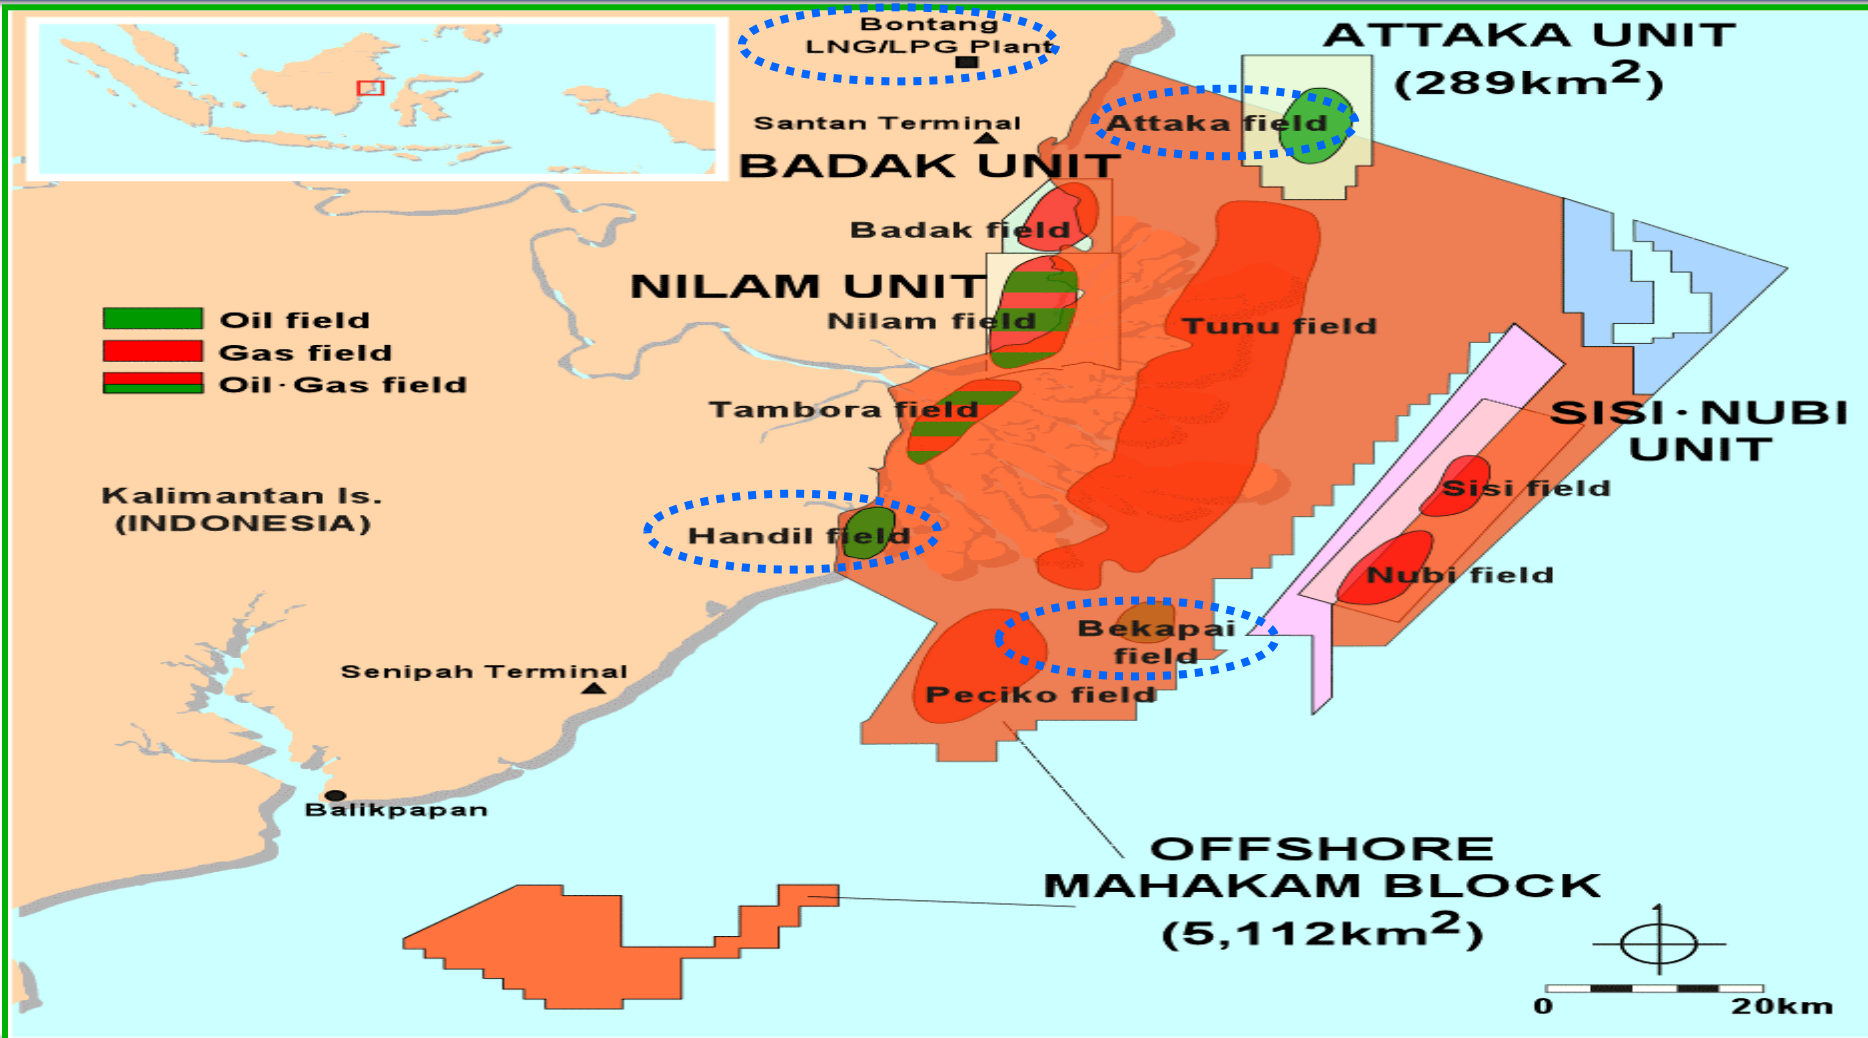 Bontang
LNG/LPG Plant
ATTAKA UNIT
(289km²)
Santan Terminal
Attaka field
BADAK UNIT
Badak field
NILAM UNIT
Nilam field
Tunu field
Oil field
Gas field
Oil·Gas field
Tambora field
SISI·NUBI
UNIT
Sisi field
Kalimantan Is.
(INDONESIA)
Handil field
Nubi field
Bekapai
field
Senipah Terminal
Peciko field
Balikpapan
OFFSHORE
MAHAKAM BLOCK
(5,112km²)
0 20km